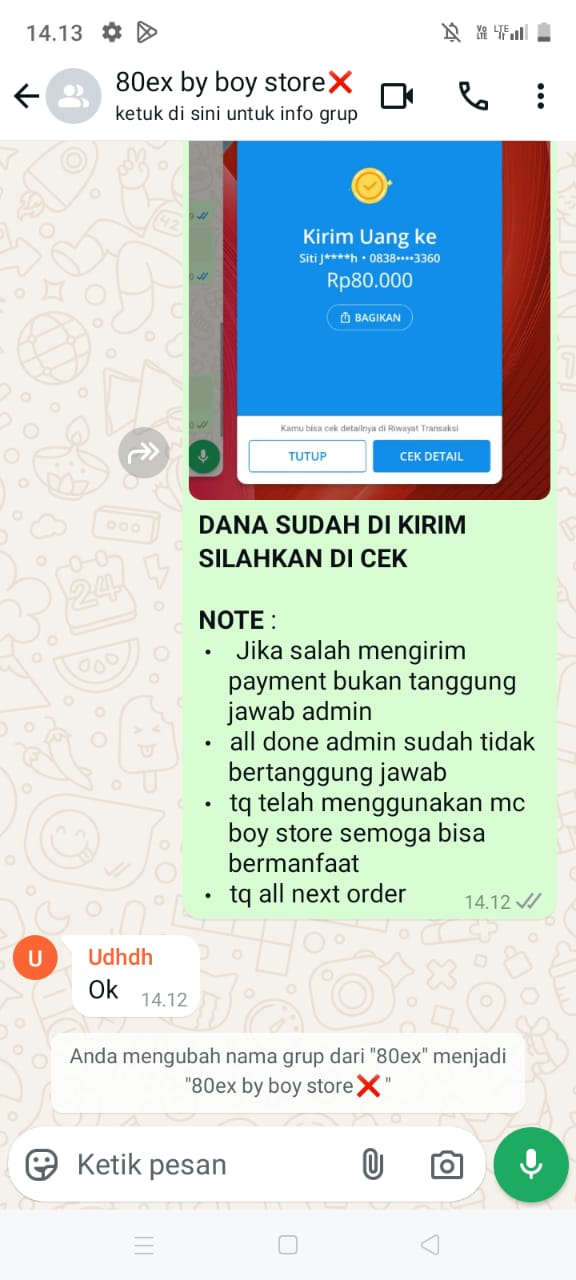 14.13
80ex by boy store❌
ketuk di sini untuk info grup
Kirim Uang ke
Siti J****h • 0838••••3360
Rp80.000
BAGIKAN
Kamu bisa cek detailnya di Riwayat Transaksi
TUTUP
CEK DETAIL
DANA SUDAH DI KIRIM
SILAHKAN DI CEK
NOTE :
• Jika salah mengirim
payment bukan tanggung
jawab admin
• all done admin sudah tidak
bertanggung jawab
• tq telah menggunakan mc
boy store semoga bisa
bermanfaat
• tq all next order
14.12
U
Udhdh
Ok
14.12
Anda mengubah nama grup dari "80ex" menjadi
"80ex by boy store❌ "
Ketik pesan